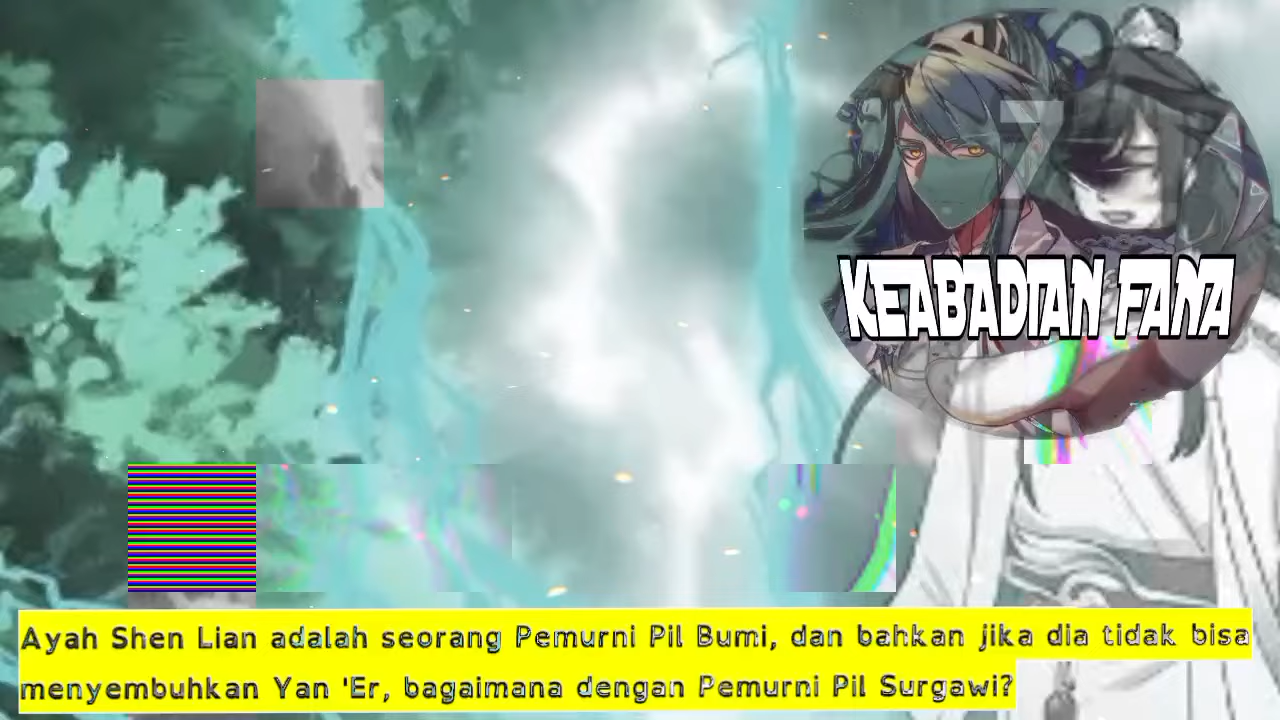 7
KEABADIAN FANA
Ayah Shen Lian adalah seorang Pemurni Pil Bumi, dan bahkan jika dia tidak bisa
menyembuhkan Yan 'Er, bagaimana dengan Pemurni Pil Surgawi?